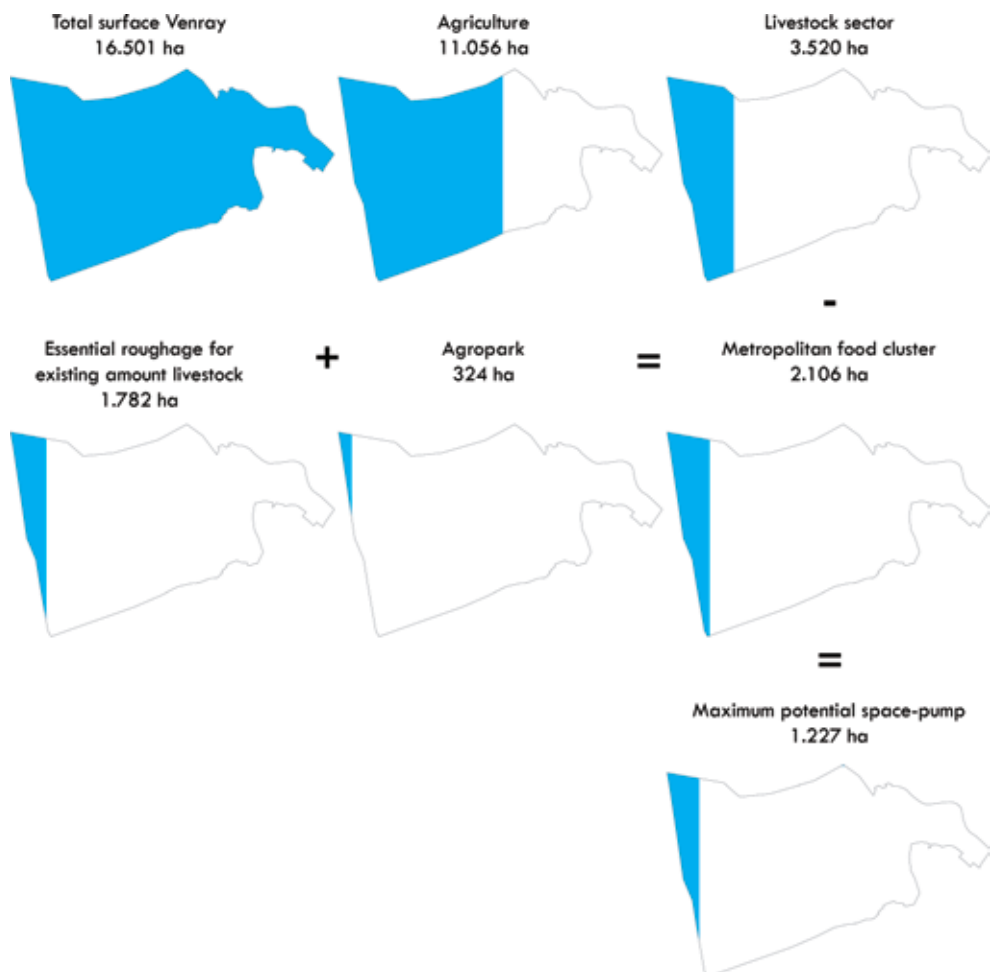 Total surface Venray
16.501 ha
Agriculture
11.056 ha
Livestock sector
3.520 ha
-
Essential roughage for
existing amount livestock
1.782 ha
+
Agropark
324 ha
=
Metropolitan food cluster
2.106 ha
=
Maximum potential space-pump
1.227 ha